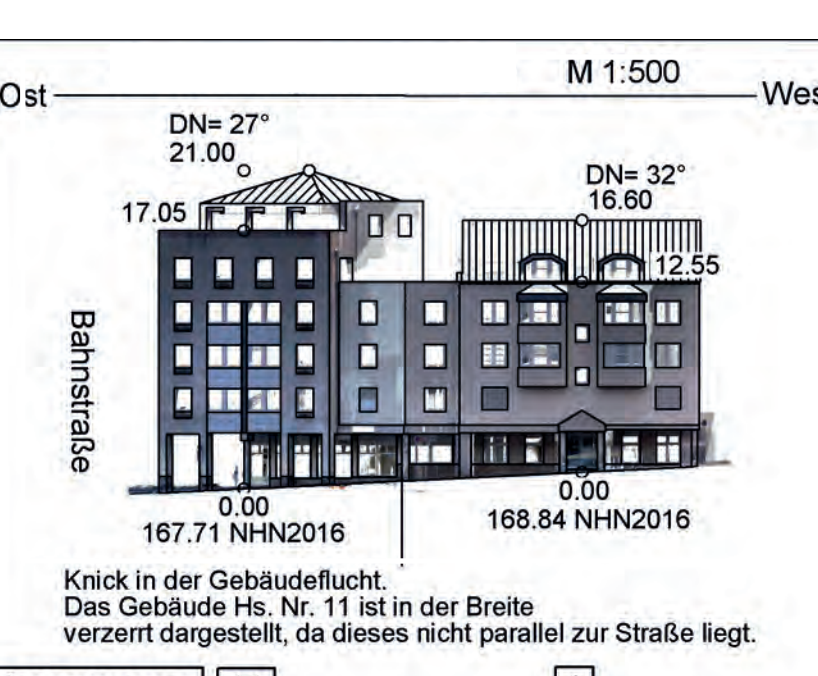 M 1:500
Ost
DN= 27°
21.00
DN= 32°
16.60
17.05
12.55
Bahnstraße
0.00
167.71 NHN2016
0.00
168.84 NHN2016
Knick in der Gebäudeflucht.
Das Gebäude Hs. Nr. 11 ist in der Breite
verzerrt dargestellt, da dieses nicht parallel zur Straße liegt.